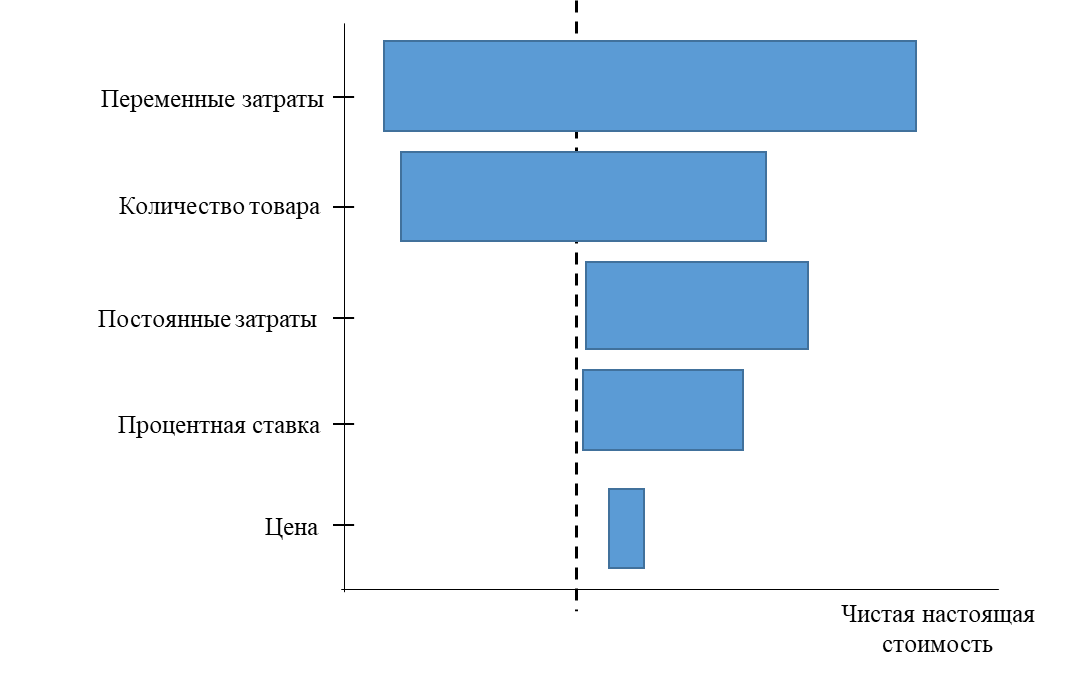 Переменные затраты
Количество товара
Постоянные затраты
Процентная ставка
Цена
Чистая настоящая
стоимость